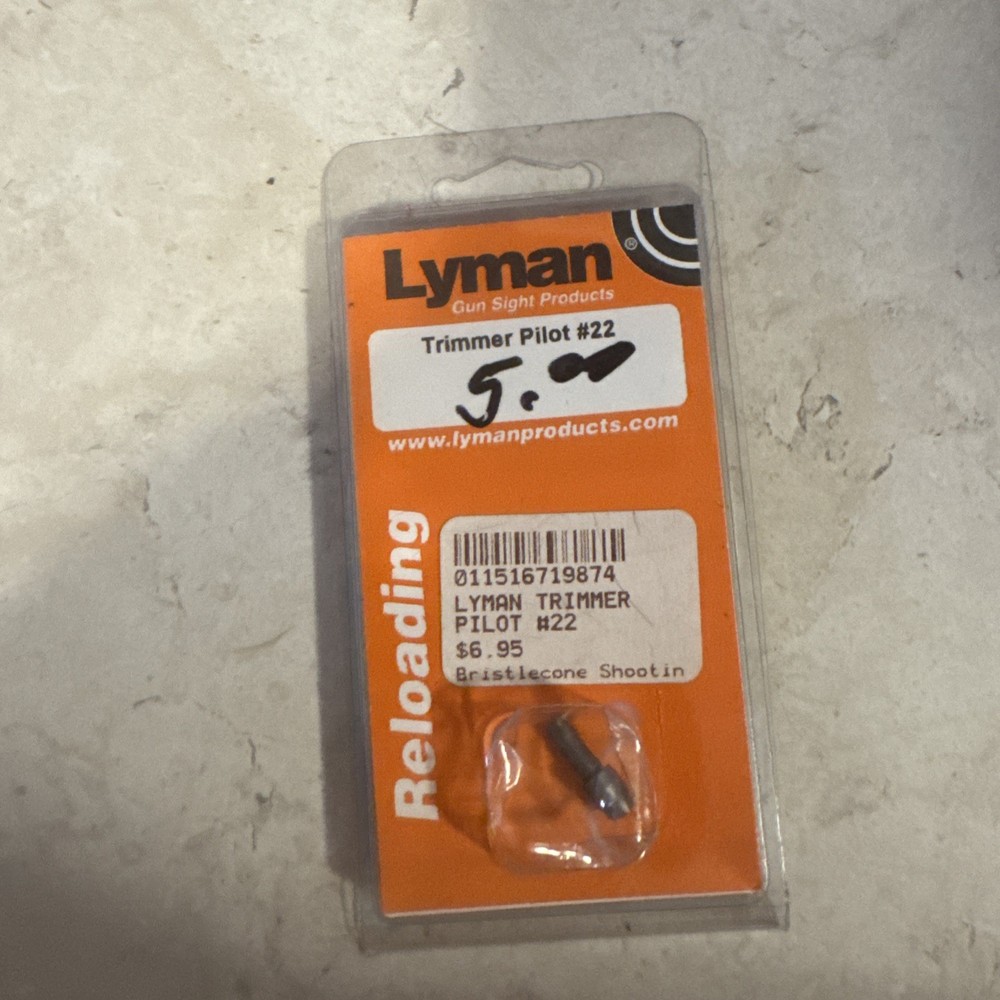 Lyman®
Gun Sight Products
Trimmer Pilot #22
5.00
www.lymanproducts.com
Reloading
011516719874
LYMAN TRIMMER
PILOT #22
$6.95
Bristlecone Shootin